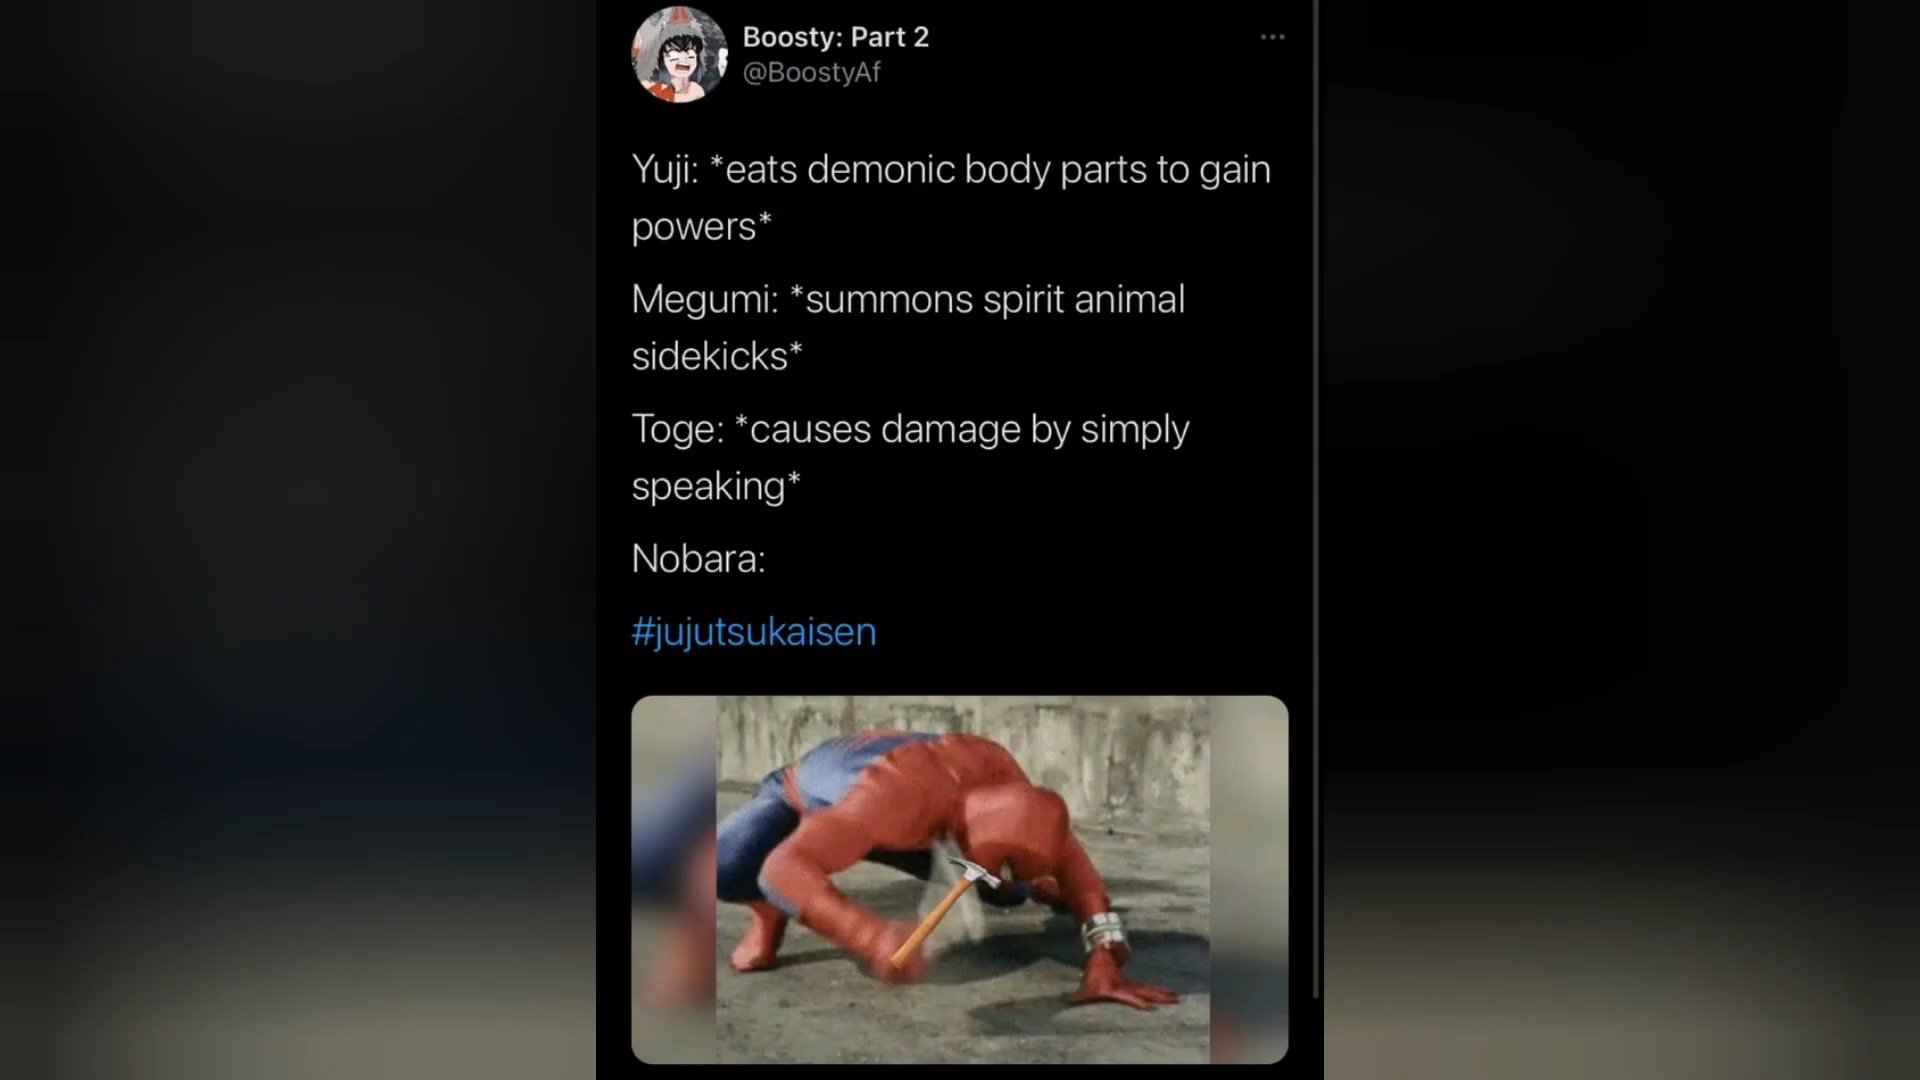 Boosty: Part 2
@BoostyAf
Yuji: *eats demonic body parts to gain
powers*
Megumi: *summons spirit animal
sidekicks*
Toge: *causes damage by simply
speaking*
Nobara:
#jujutsukaisen